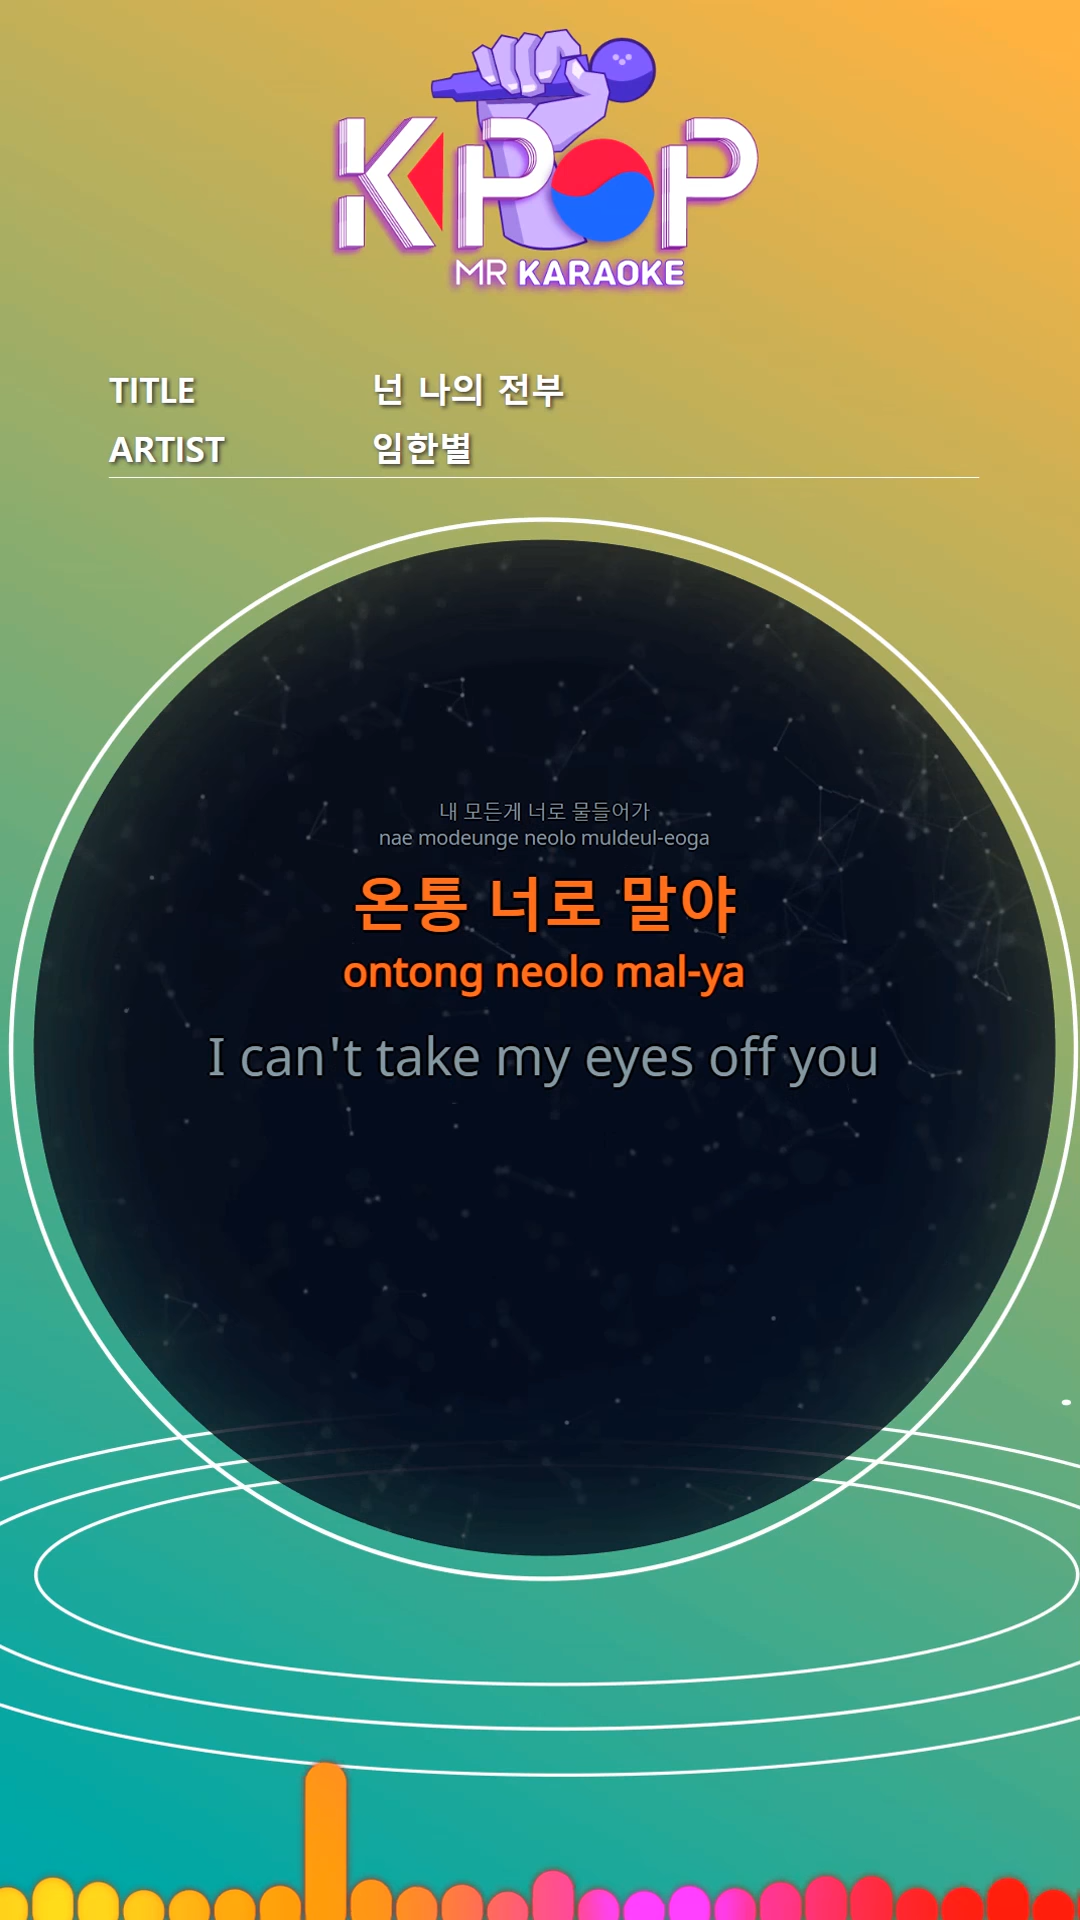 KPOP
MR KARAOKE
TITLE 넌 나의 전부
ARTIST 임한별
내 모든게 너로 물들어가
nae modeunge neolo muldeul-eoga
온통 너로 말야
ontong neolo mal-ya
I can't take my eyes off you